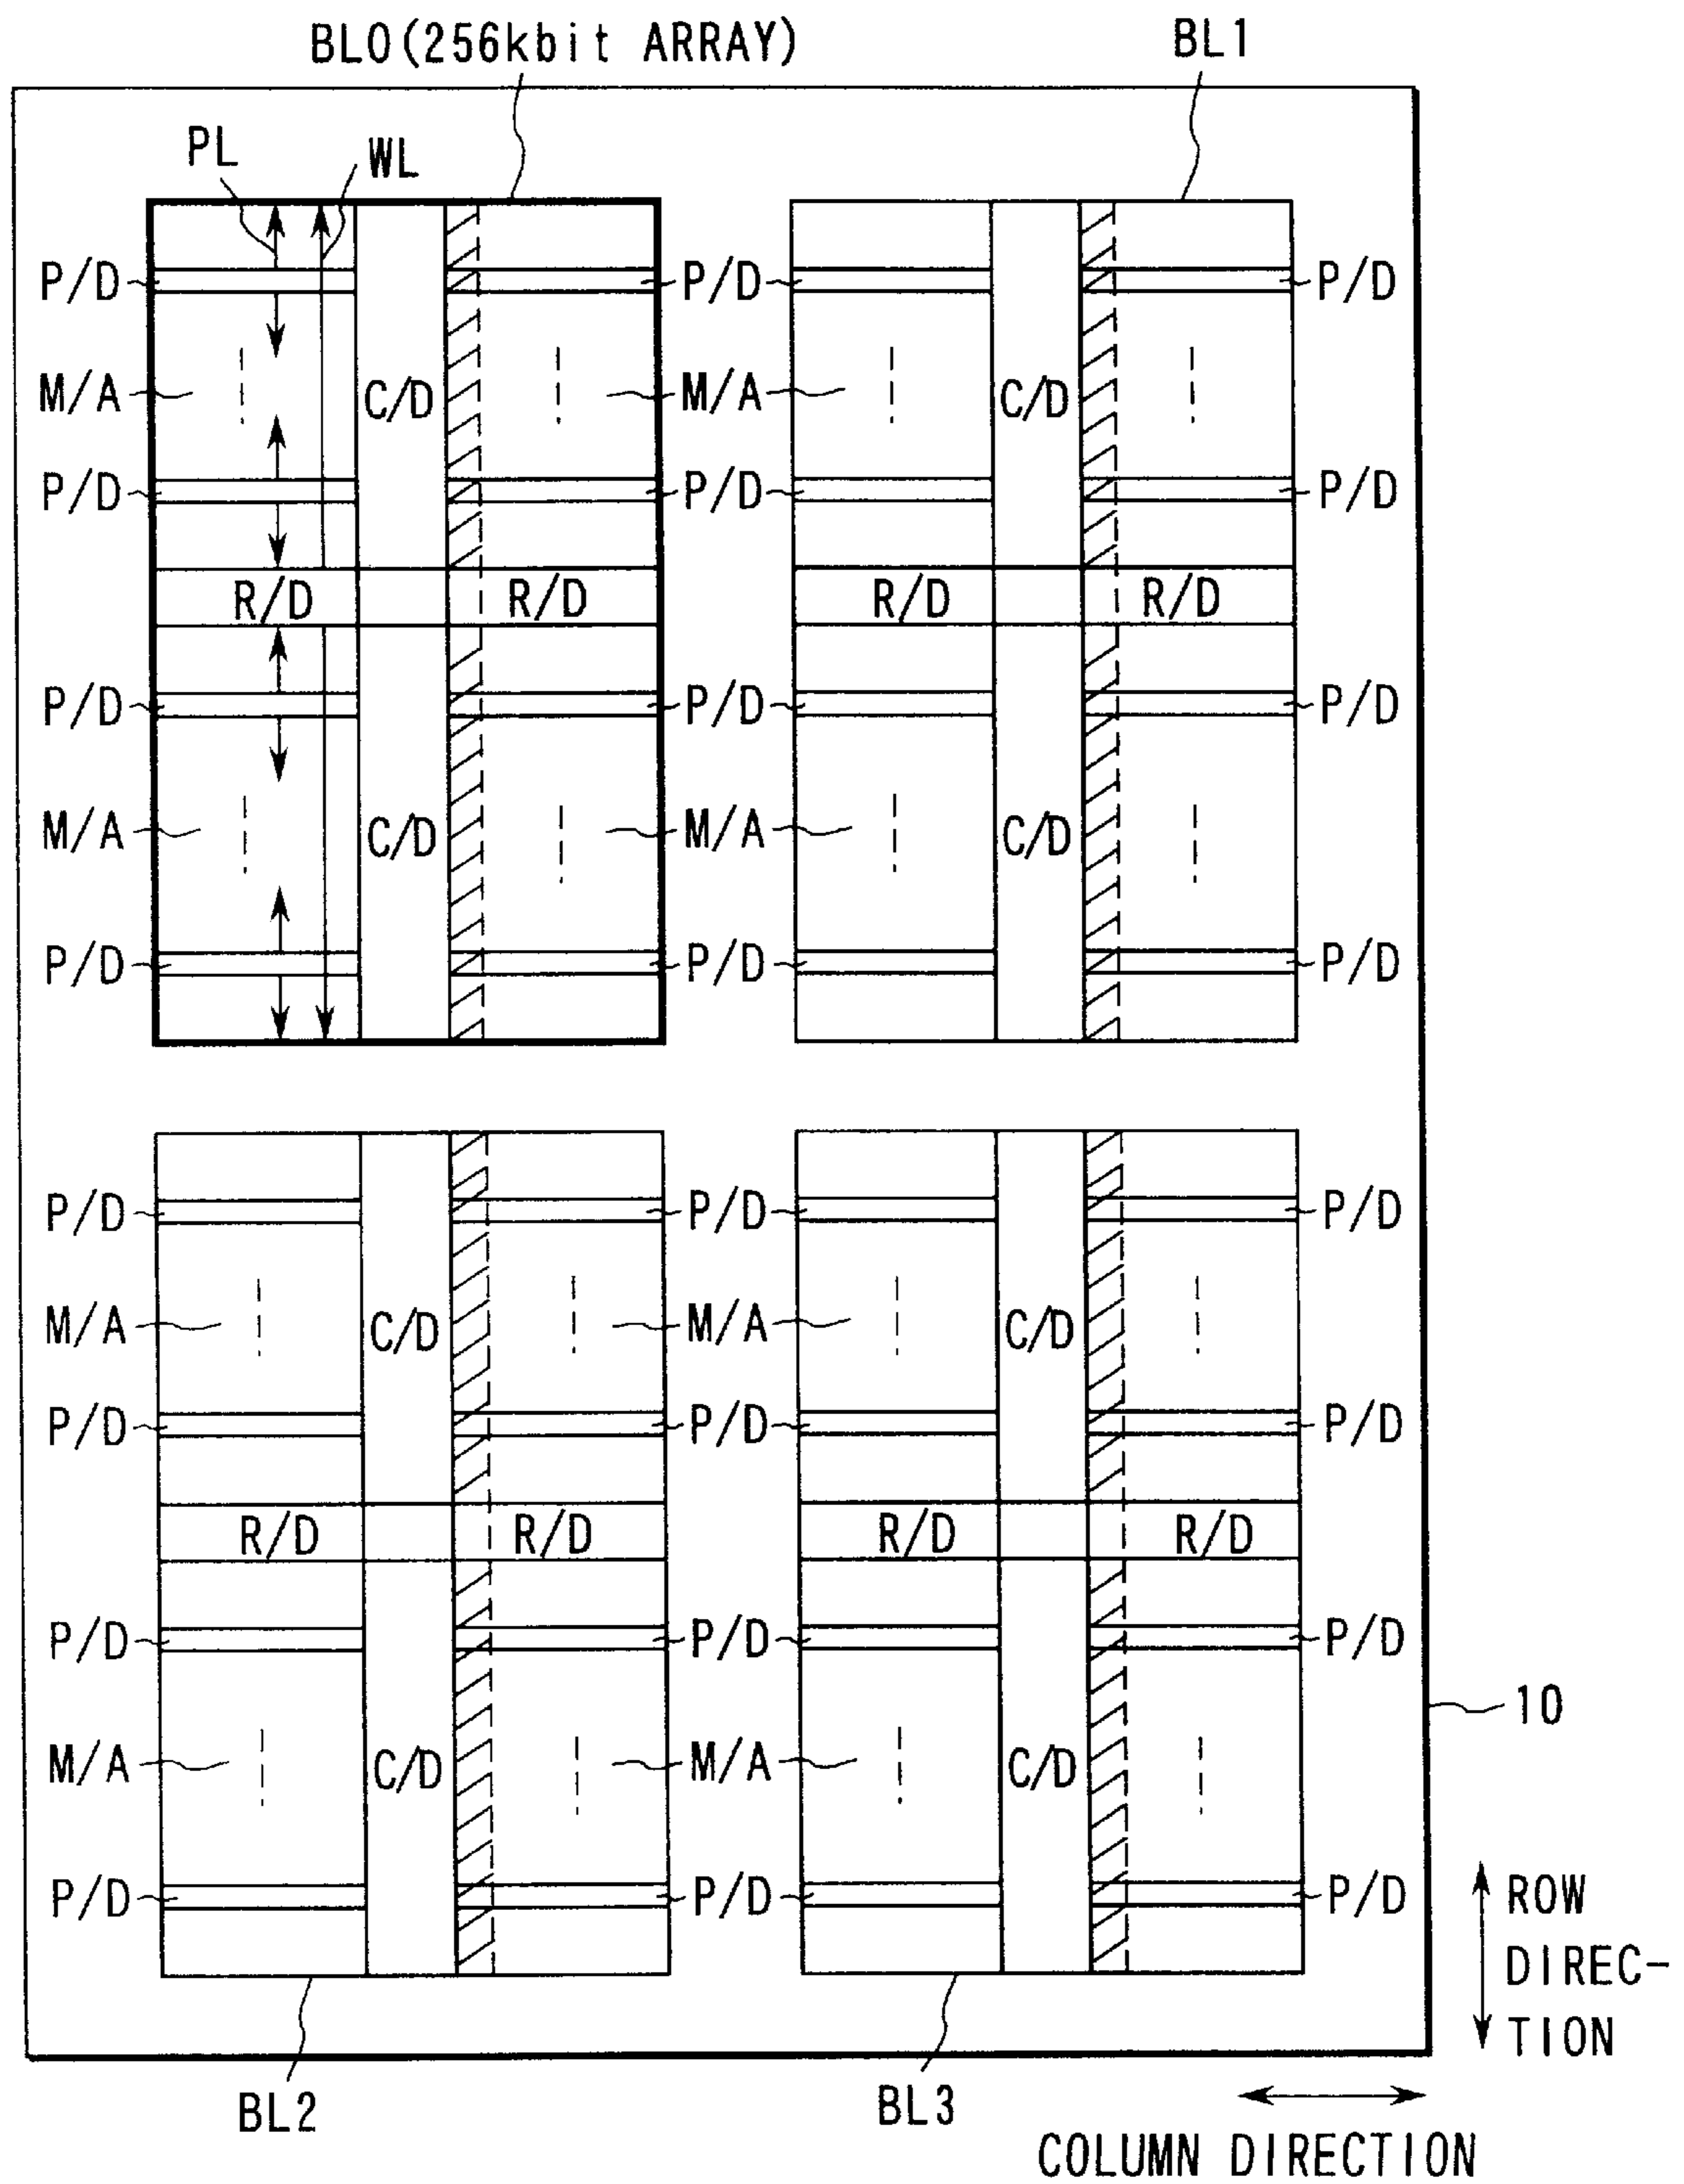 BL0(256kbit ARRAY) BL1
PL WL
P/D P/D P/D
M/A C/D M/A C/D
P/D P/D P/D
R/D R/D R/D R/D
P/D P/D P/D
M/A C/D M/A C/D
P/D P/D P/D
P/D P/D P/D
M/A C/D M/A C/D
P/D P/D P/D
R/D R/D R/D R/D
P/D P/D P/D
10
M/A C/D M/A C/D
P/D P/D P/D
ROW
DIREC-
TION
BL2 BL3
COLUMN DIRECTION